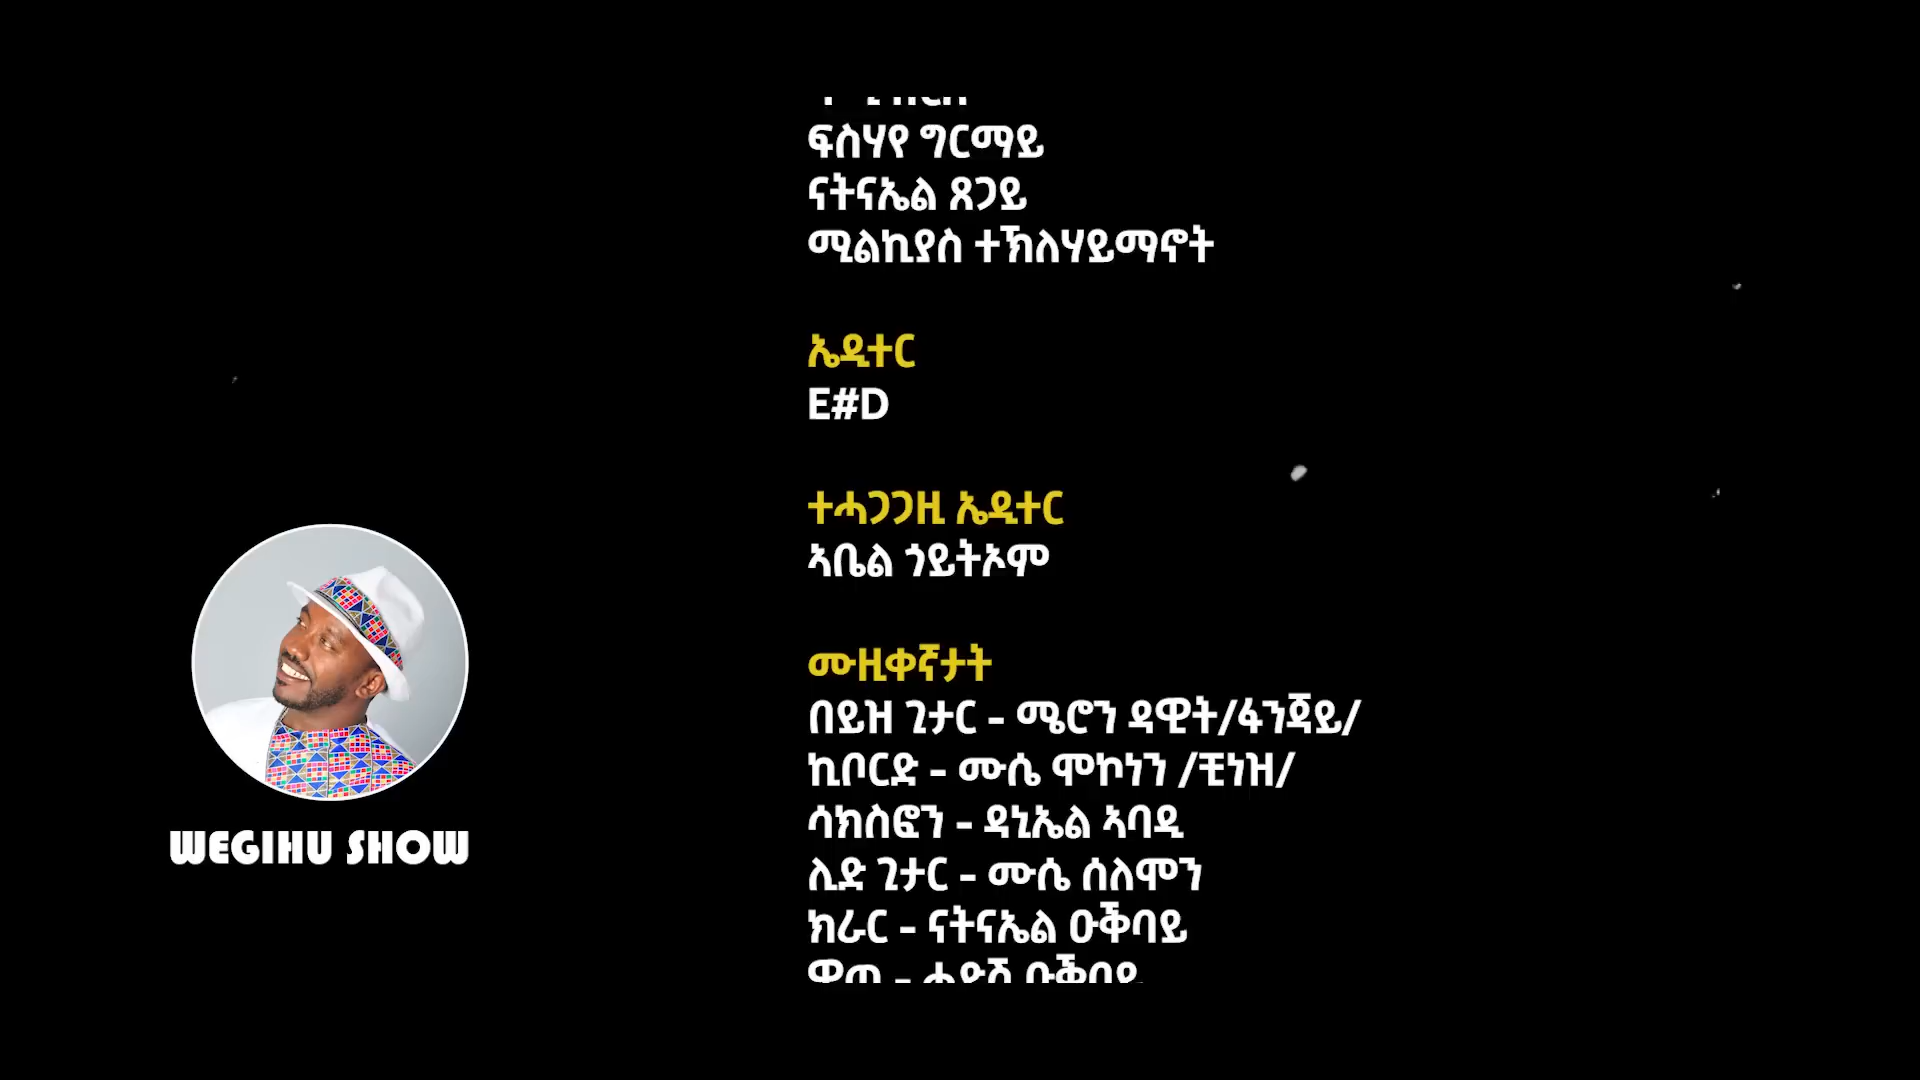 ፍስሃየ ግርማይ
ናትናኤል ጸጋይ
ሚልኪያስ ተኽለሃይማኖት
ኤዲተር
E#D
ተሓጋጋዚ ኤዲተር
ኣቤል ጎይትኦም
ሙዚቀኛታት
በይዝ ጊታር - ሜሮን ዳዊት/ፋንጃይ/
ኪቦርድ - ሙሴ ሞኮነን /ቺነዝ/
ሳክስፎን - ዳኒኤል ኣባዲ
ሊድ ጊታር - ሙሴ ሰለሞን
ክራር - ናትናኤል ዑቕባይ
WEGIHU SHOW